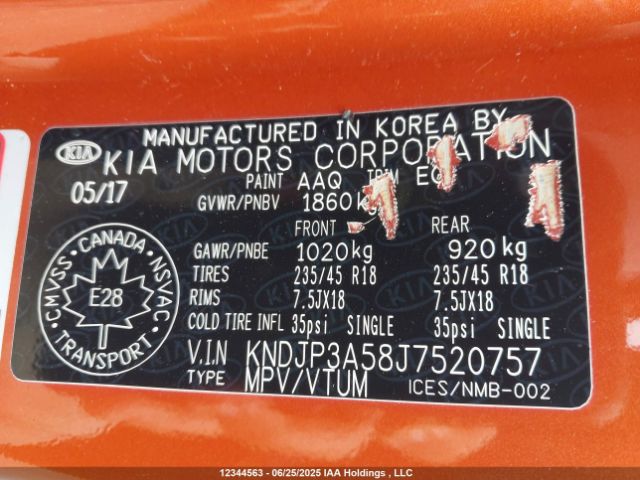 MANUFACTURED IN KOREA BY
KIA KIA MOTORS CORPORATION
05/17 PAINT AAQ TRIM
GVWR/PNBV 1860kg
FRONT REAR
GAWR/PNBE 1020kg 920kg
TIRES 235/45 R18 235/45 R18
RIMS 7.5JX18 7.5JX18
COLD TIRE INFL 35psi SINGLE 35psi SINGLE
V.I.N KNDJP3A58J7520757
TYPE MPV/VTUM ICES/NMB-002
CANADA
CMVSS NSVAC
E28
TRANSPORT
12344563 - 06/25/2025 IAA Holdings , LLC